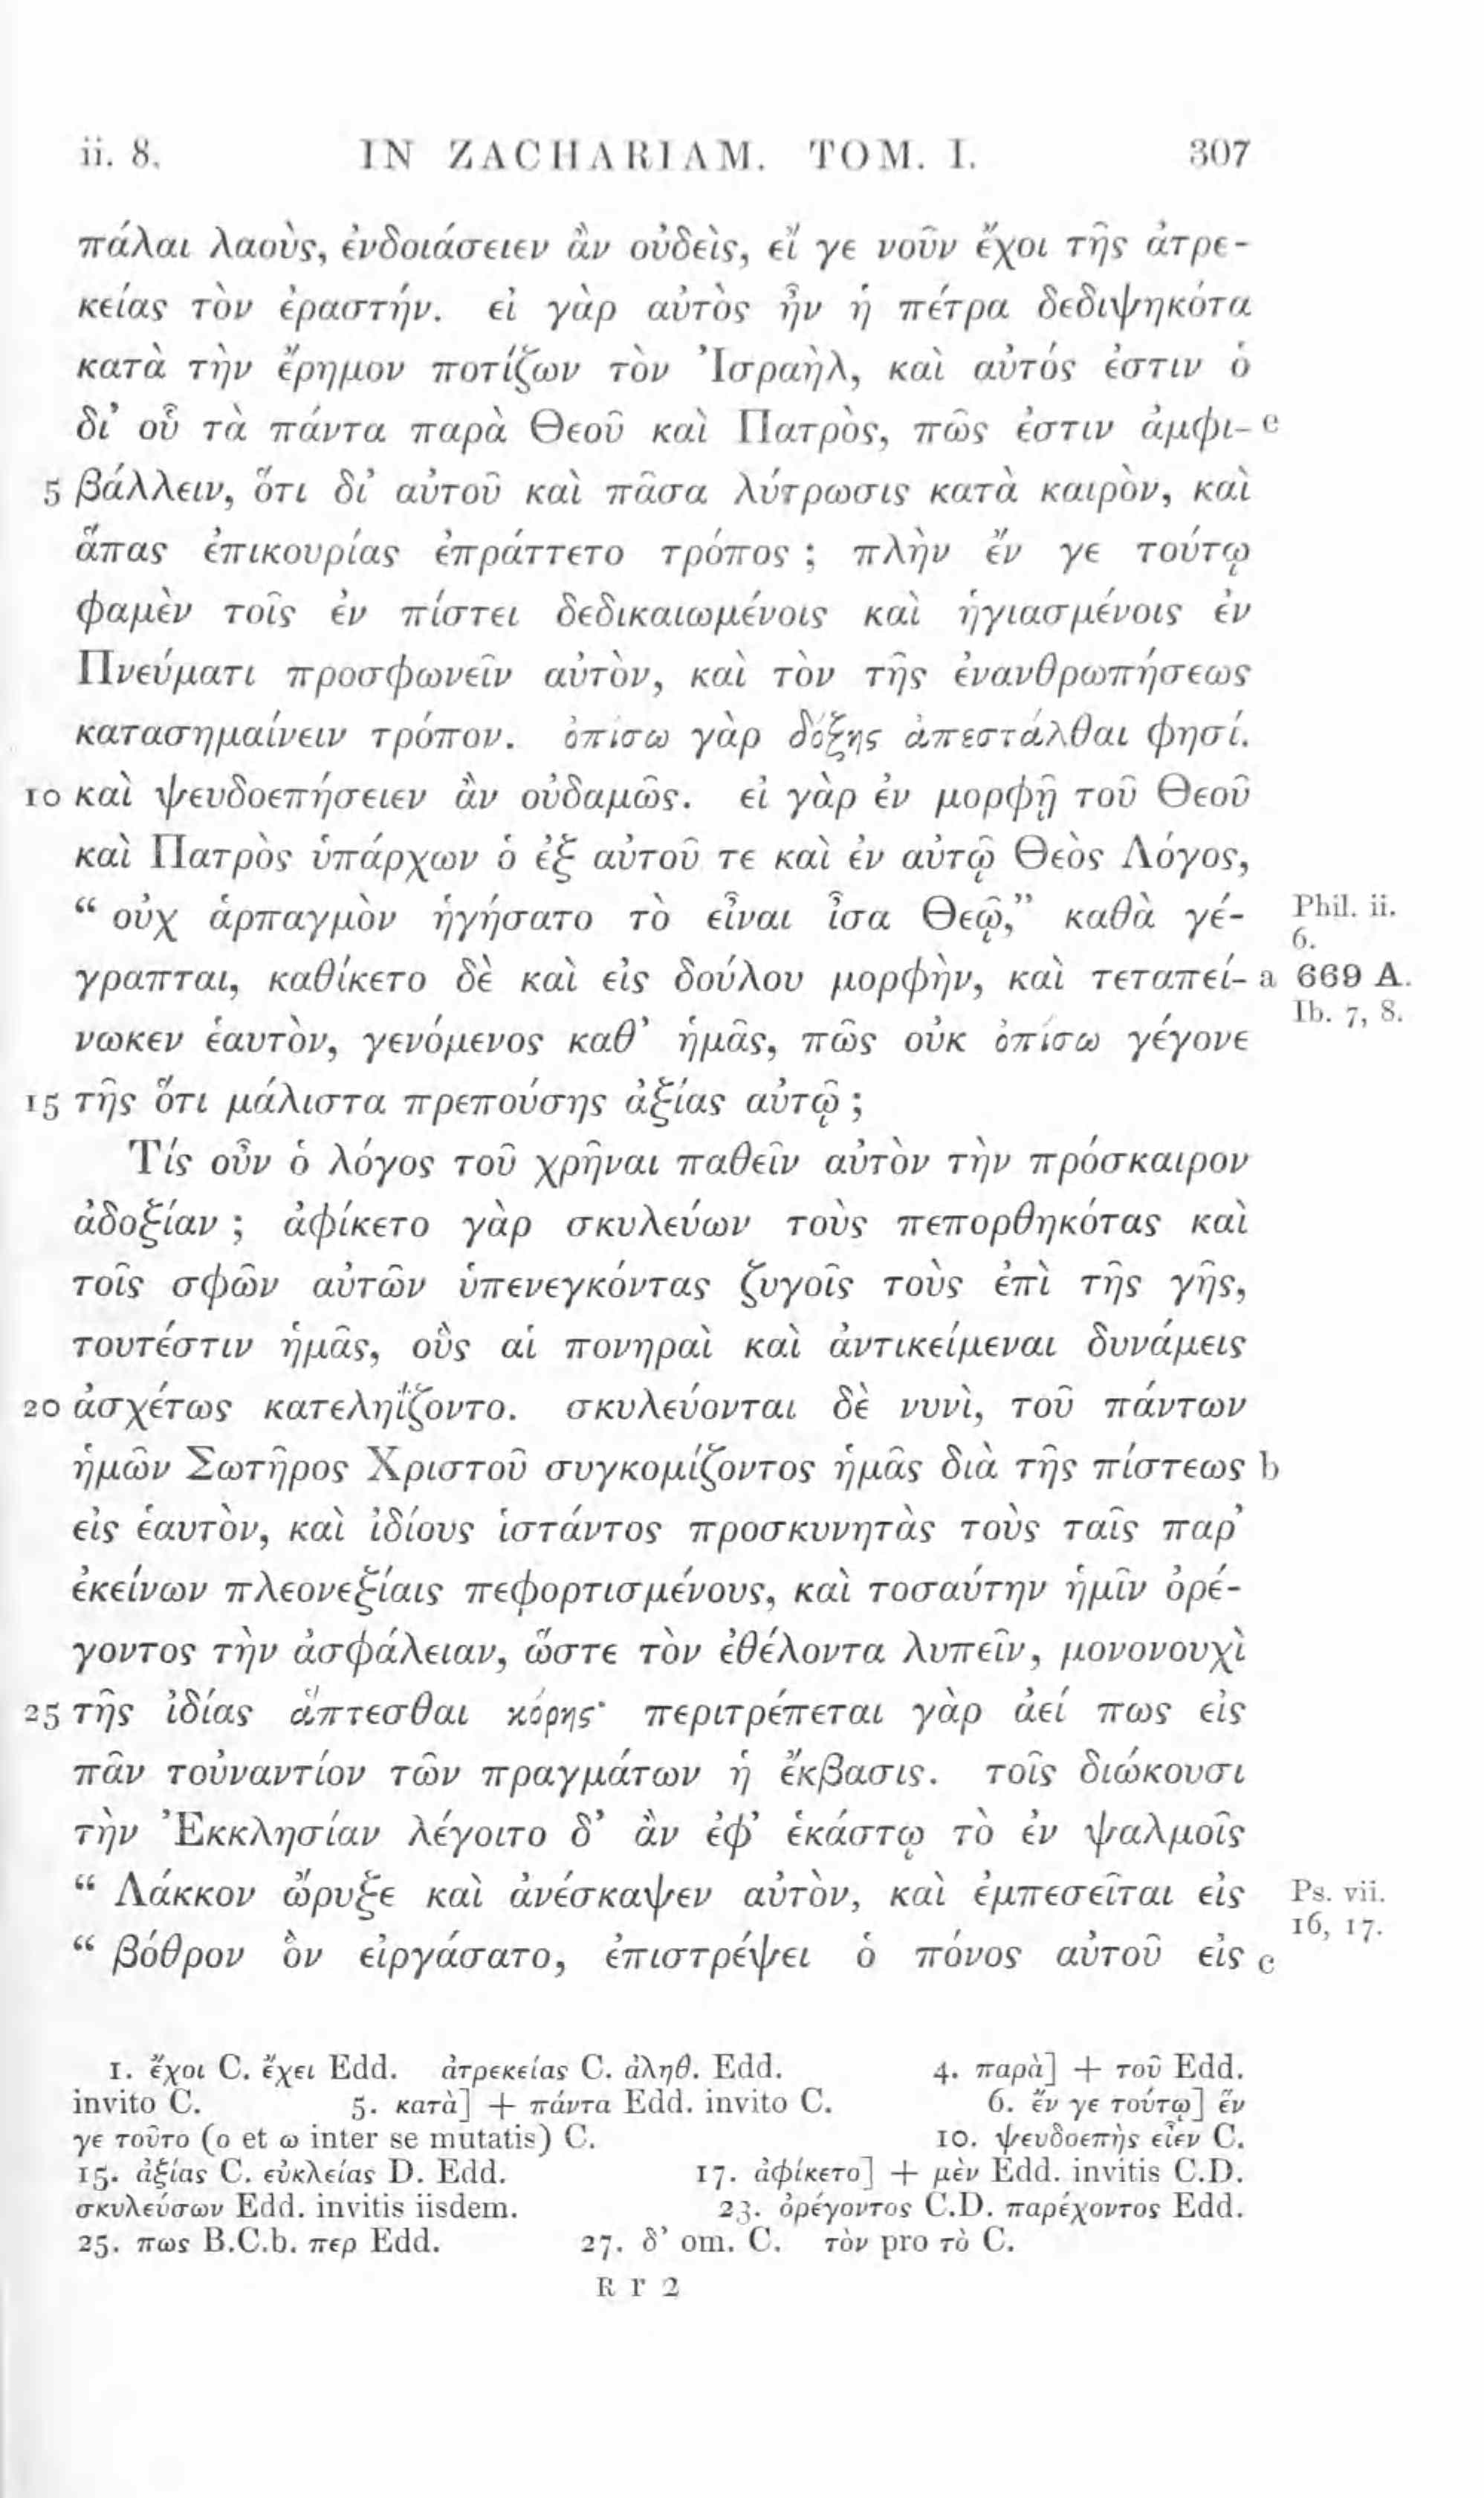 ii. 8. IN ZACHARIAM. TOM. I. 307
πάλαι λαοὺς, ἐνδοιάσειεν ἂν οὐδεὶς, εἴ γε νοῦν ἔχοι τῆς ἀτρε-
κείας τὸν ἐραστήν. εἰ γὰρ αὐτὸς ἦν ἡ πέτρα δεδιψηκότα
κατὰ τὴν ἔρημον ποτίζων τὸν Ἰσραὴλ, καὶ αὐτός ἐστιν ὁ
δι’ οὗ τὰ πάντα παρὰ Θεοῦ καὶ Πατρὸς, πῶς ἐστιν ἀμφι- e
5 βάλλειν, ὅτι δι’ αὐτοῦ καὶ πᾶσα λύτρωσις κατὰ καιρὸν, καὶ
ἅπας ἐπικουρίας ἐπράττετο τρόπος ; πλὴν ἔν γε τούτῳ
φαμὲν τοῖς ἐν πίστει δεδικαιωμένοις καὶ ἡγιασμένοις ἐν
Πνεύματι προσφωνεῖν αὐτὸν, καὶ τὸν τῆς ἐνανθρωπήσεως
κατασημαίνειν τρόπον. ὀπίσω γὰρ δόξης ἀπεστάλθαι φησί.
10 καὶ ψευδοεπήσειεν ἂν οὐδαμῶς. εἰ γὰρ ἐν μορφῇ τοῦ Θεοῦ
καὶ Πατρὸς ὑπάρχων ὁ ἐξ αὐτοῦ τε καὶ ἐν αὐτῷ Θεὸς Λόγος,
“ οὐχ ἁρπαγμὸν ἡγήσατο τὸ εἶναι ἶσα Θεῷ,” καθὰ γέ- Phil. ii. 6.
γραπται, καθίκετο δὲ καὶ εἰς δούλου μορφὴν, καὶ τεταπεί- a 669 A. Ib. 7, 8.
νωκεν ἑαυτὸν, γενόμενος καθ’ ἡμᾶς, πῶς οὐκ ὀπίσω γέγονε
15 τῆς ὅτι μάλιστα πρεπούσης ἀξίας αὐτῷ ;
Τίς οὖν ὁ λόγος τοῦ χρῆναι παθεῖν αὐτὸν τὴν πρόσκαιρον
ἀδοξίαν ; ἀφίκετο γὰρ σκυλεύων τοὺς πεπορθηκότας καὶ
τοῖς σφῶν αὐτῶν ὑπενεγκόντας ζυγοῖς τοὺς ἐπὶ τῆς γῆς,
τουτέστιν ἡμᾶς, οὓς αἱ πονηραὶ καὶ ἀντικείμεναι δυνάμεις
20 ἀσχέτως κατεληΐζοντο. σκυλεύονται δὲ νυνὶ, τοῦ πάντων
ἡμῶν Σωτῆρος Χριστοῦ συγκομίζοντος ἡμᾶς διὰ τῆς πίστεως b
εἰς ἑαυτὸν, καὶ ἰδίους ἱστάντος προσκυνητὰς τοὺς ταῖς παρ’
ἐκείνων πλεονεξίαις πεφορτισμένους, καὶ τοσαύτην ἡμῖν ὀρέ-
γοντος τὴν ἀσφάλειαν, ὥστε τὸν ἐθέλοντα λυπεῖν, μονονουχὶ
25 τῆς ἰδίας ἅπτεσθαι κόρης· περιτρέπεται γὰρ ἀεί πως εἰς
πᾶν τοὐναντίον τῶν πραγμάτων ἡ ἔκβασις. τοῖς διώκουσι
τὴν Ἐκκλησίαν λέγοιτο δ’ ἂν ἐφ’ ἑκάστῳ τὸ ἐν ψαλμοῖς
“ Λάκκον ὤρυξε καὶ ἀνέσκαψεν αὐτὸν, καὶ ἐμπεσεῖται εἰς Ps. vii. 16, 17.
“ βόθρον ὃν εἰργάσατο, ἐπιστρέψει ὁ πόνος αὐτοῦ εἰς c
1. ἔχοι C. ἔχει Edd. ἀτρεκείας C. ἀληθ. Edd. 4. παρὰ] + τοῦ Edd.
invito C. 5. κατὰ] + πάντα Edd. invito C. 6. ἔν γε τούτῳ] ἓν
γε τοῦτο (ο et ω inter se mutatis) C. 10. ψευδοεπὴς εἶεν C.
15. ἀξίας C. εὐκλείας D. Edd. 17. ἀφίκετο] + μὲν Edd. invitis C.D.
σκυλεύσων Edd. invitis iisdem. 23. ὀρέγοντος C.D. παρέχοντος Edd.
25. πως B.C.b. περ Edd. 27. δ’ om. C. τὸν pro τὸ C.
R r 2